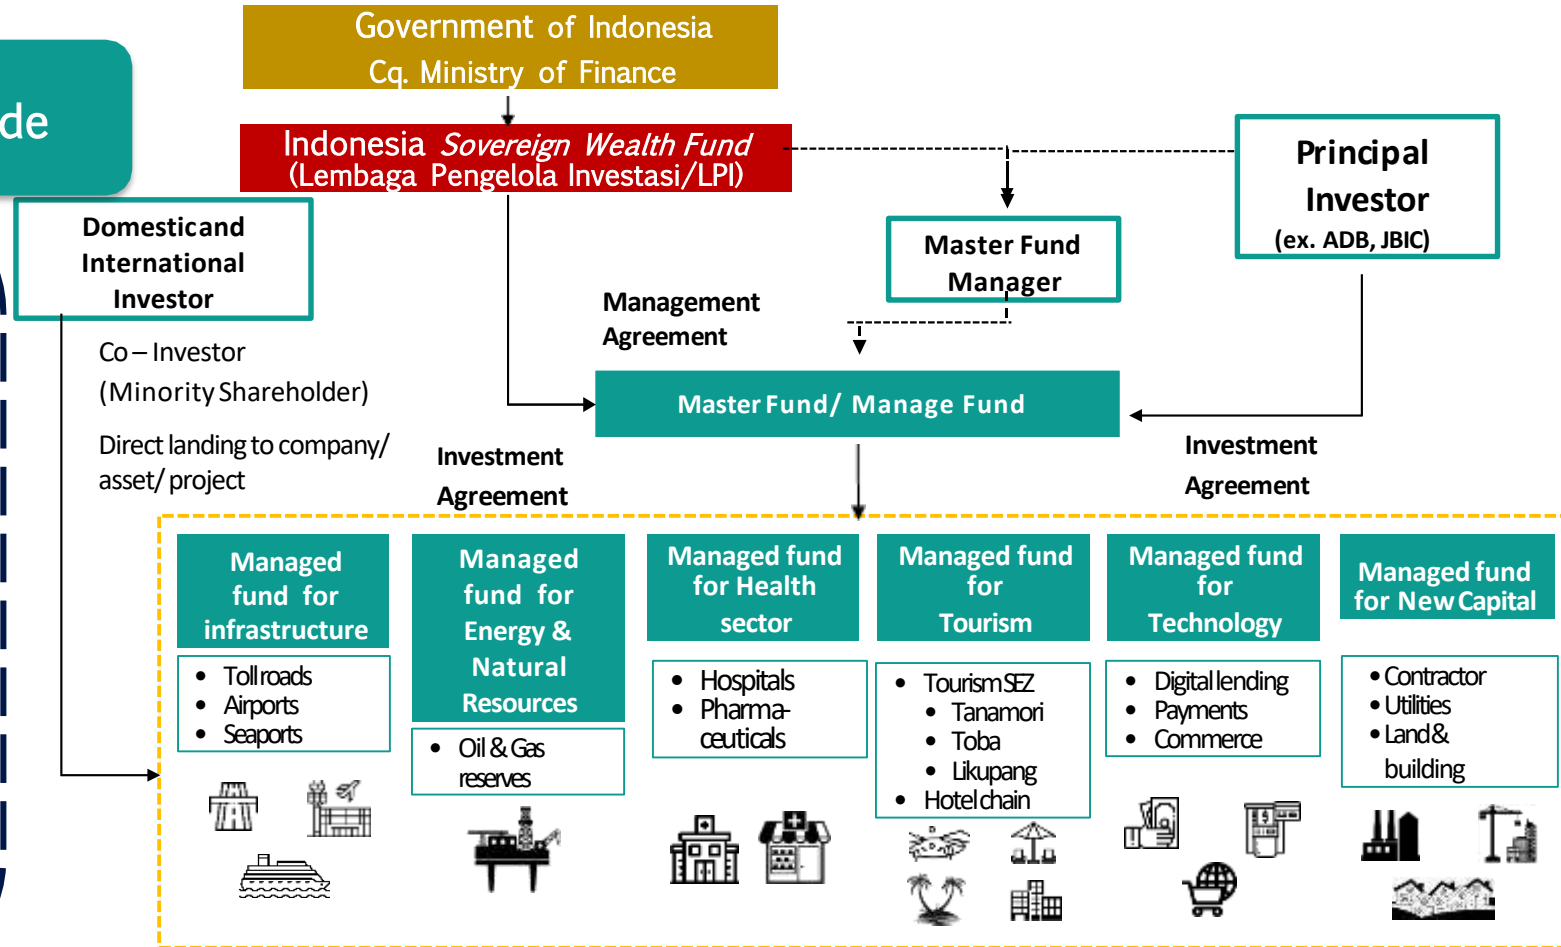 Government of Indonesia
Cq. Ministry of Finance
de
Indonesia Sovereign Wealth Fund
(Lembaga Pengelola Investasi/LPI)
Principal
Investor
(ex. ADB, JBIC)
Domesticand
International
Investor
Master Fund
Manager
Management
Agreement
Co – Investor
(Minority Shareholder)
Direct landing to company/
asset/ project
Master Fund/ Manage Fund
Investment
Agreement
Investment
Agreement
Managed
fund for
infrastructure
• Toll roads
• Airports
• Seaports
Managed
fund for
Energy &
Natural
Resources
• Oil & Gas
reserves
Managed fund
for Health
sector
• Hospitals
• Pharma-
ceuticals
Managed fund
for
Tourism
• Tourism SEZ
• Tanamori
• Toba
• Likupang
• Hotel chain
Managed fund
for
Technology
• Digital lending
• Payments
• Commerce
Managed fund
for New Capital
• Contractor
• Utilities
• Land &
building